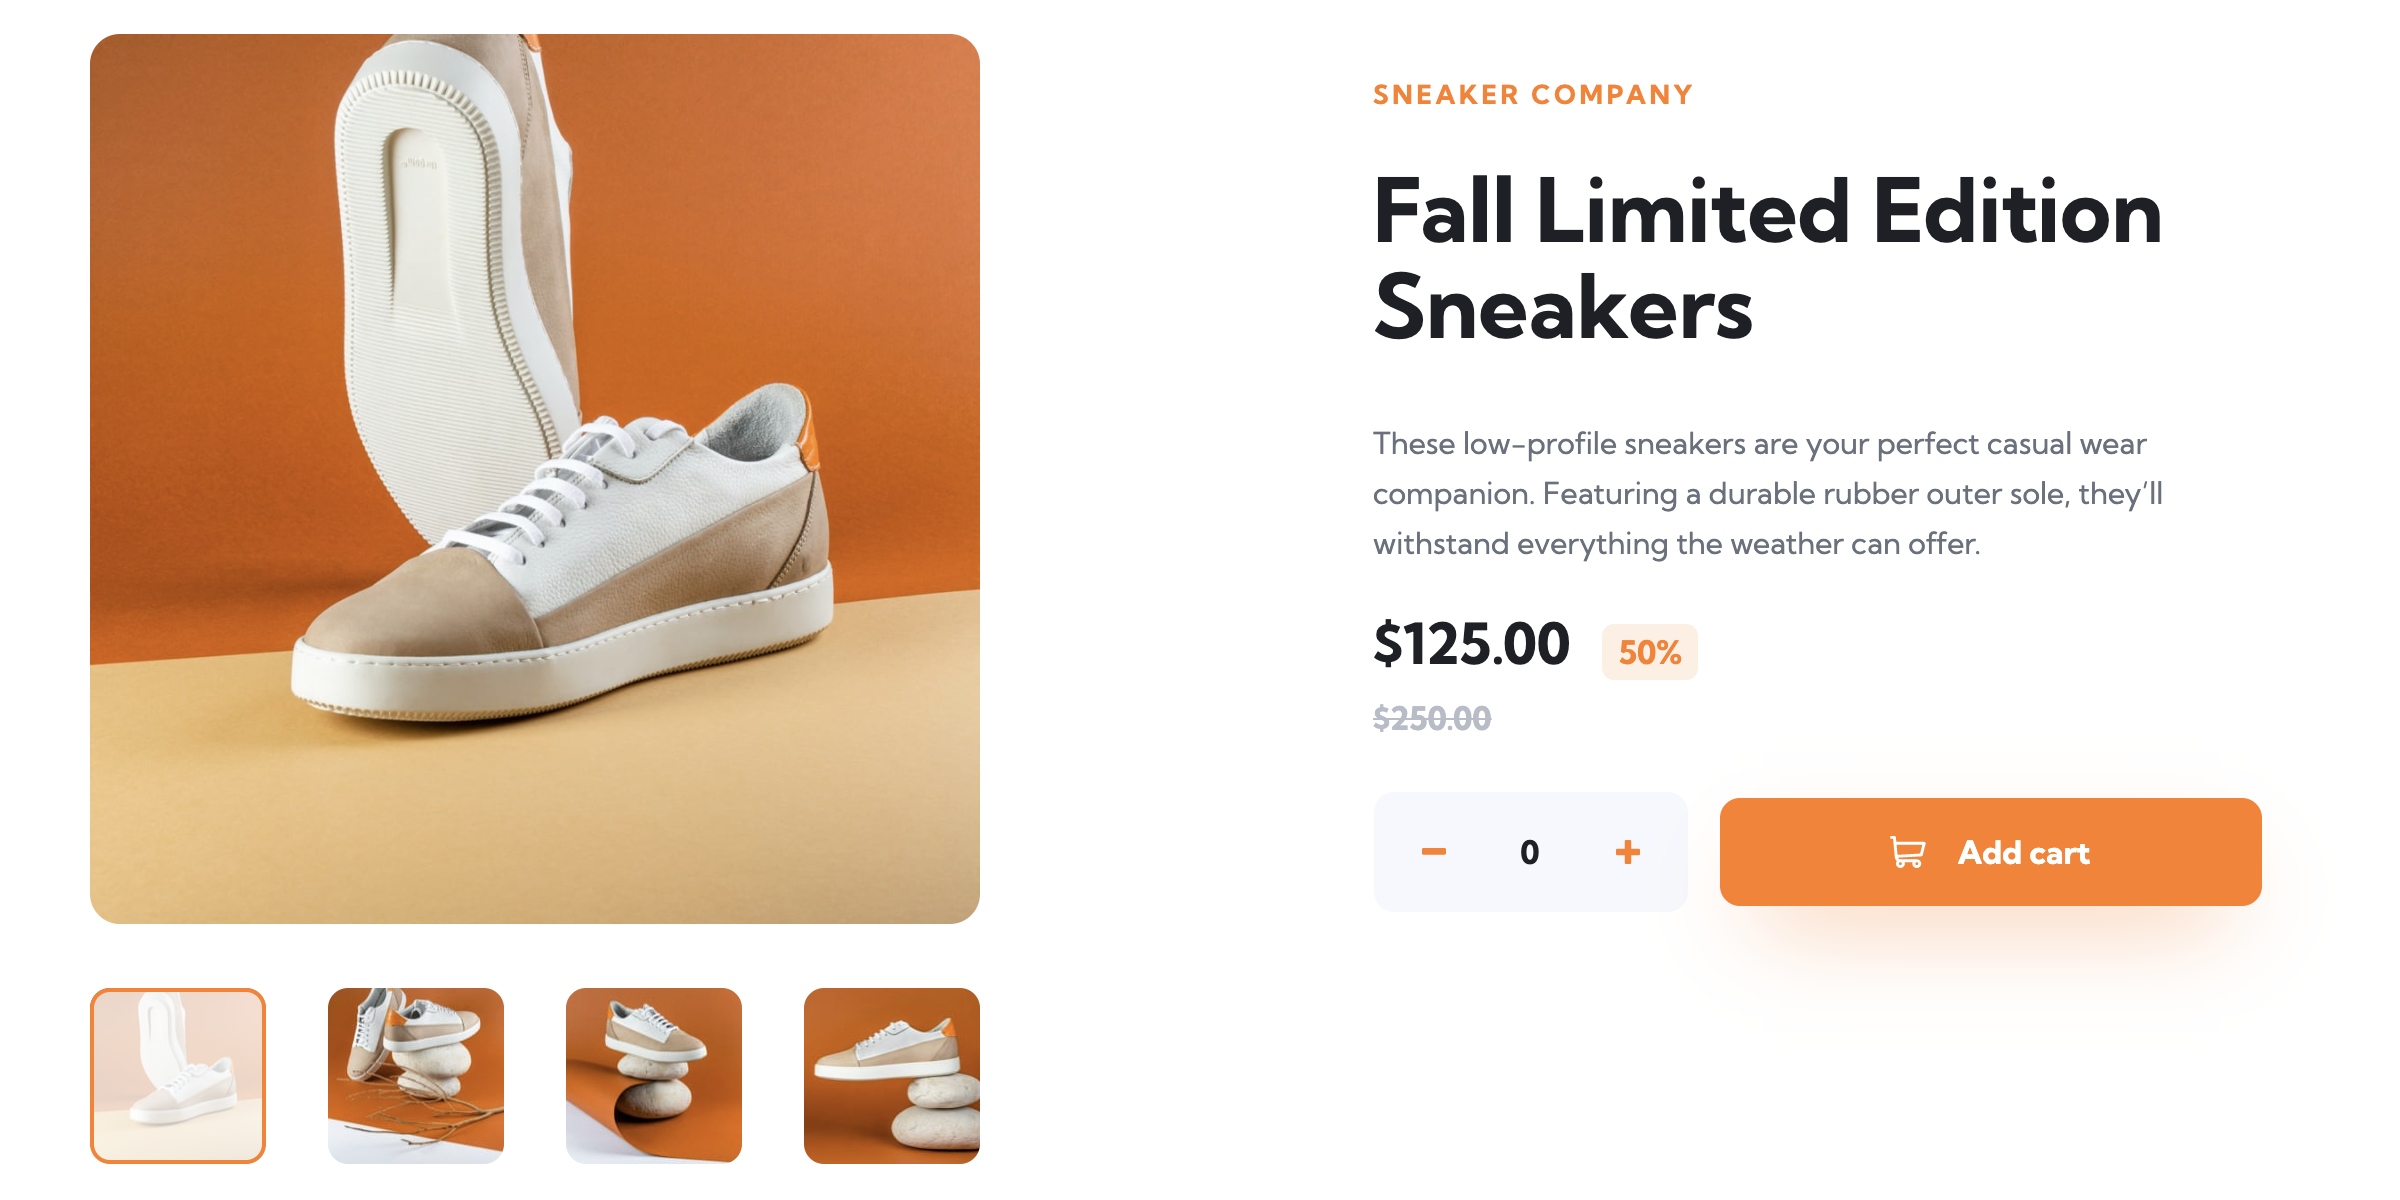 SNEAKER COMPANY
Fall Limited Edition
Sneakers
These low-profile sneakers are your perfect casual wear
companion. Featuring a durable rubber outer sole, they’ll
withstand everything the weather can offer.
$125.00 50%
$250.00
0 Add cart